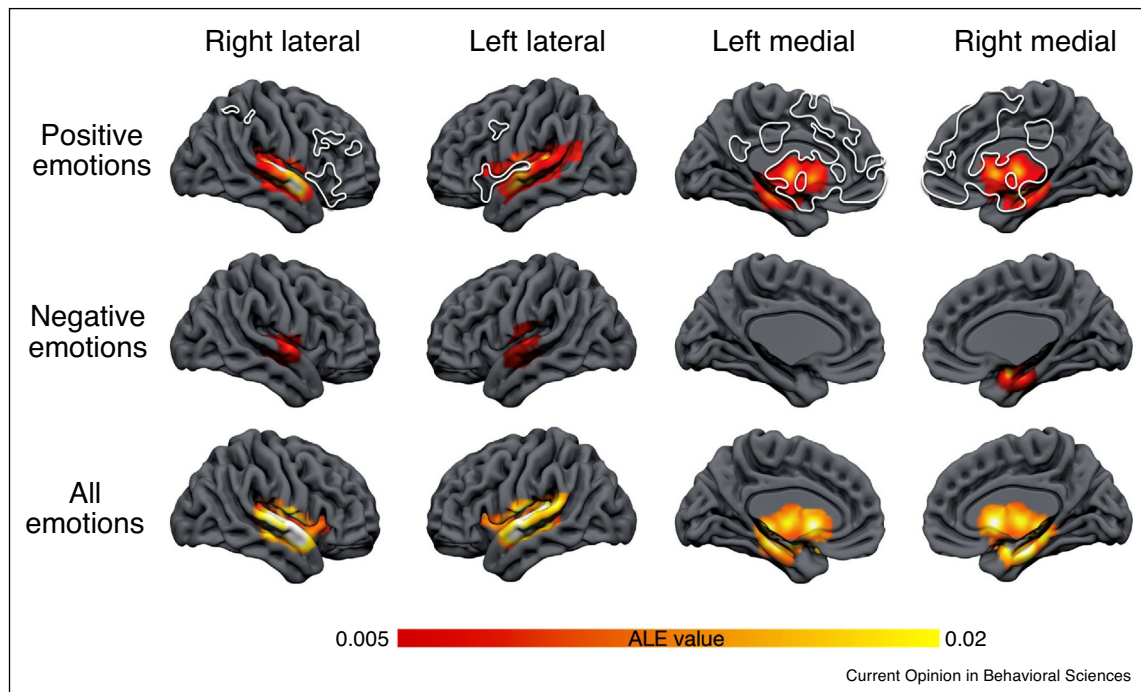 Right lateral
Left lateral
Left medial
Right medial
Positive
emotions
Negative
emotions
All
emotions
0.005
ALE value
0.02
Current Opinion in Behavioral Sciences